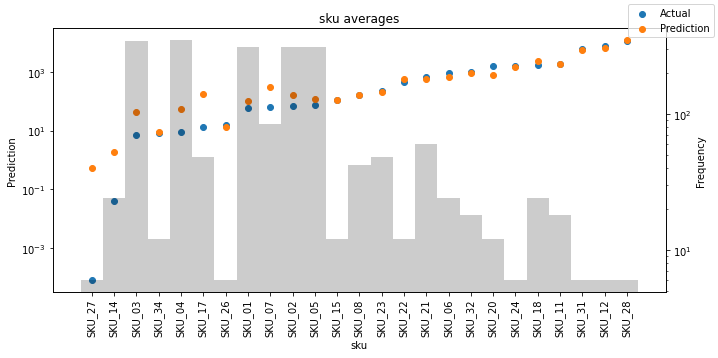 sku averages
Actual
Prediction
Prediction
10³
10¹
10⁻¹
10⁻³
Frequency
10²
10¹
SKU_27
SKU_14
SKU_03
SKU_34
SKU_04
SKU_17
SKU_26
SKU_01
SKU_07
SKU_02
SKU_05
SKU_15
SKU_08
SKU_23
SKU_22
SKU_21
SKU_06
SKU_32
SKU_20
SKU_24
SKU_18
SKU_11
SKU_31
SKU_12
SKU_28
sku